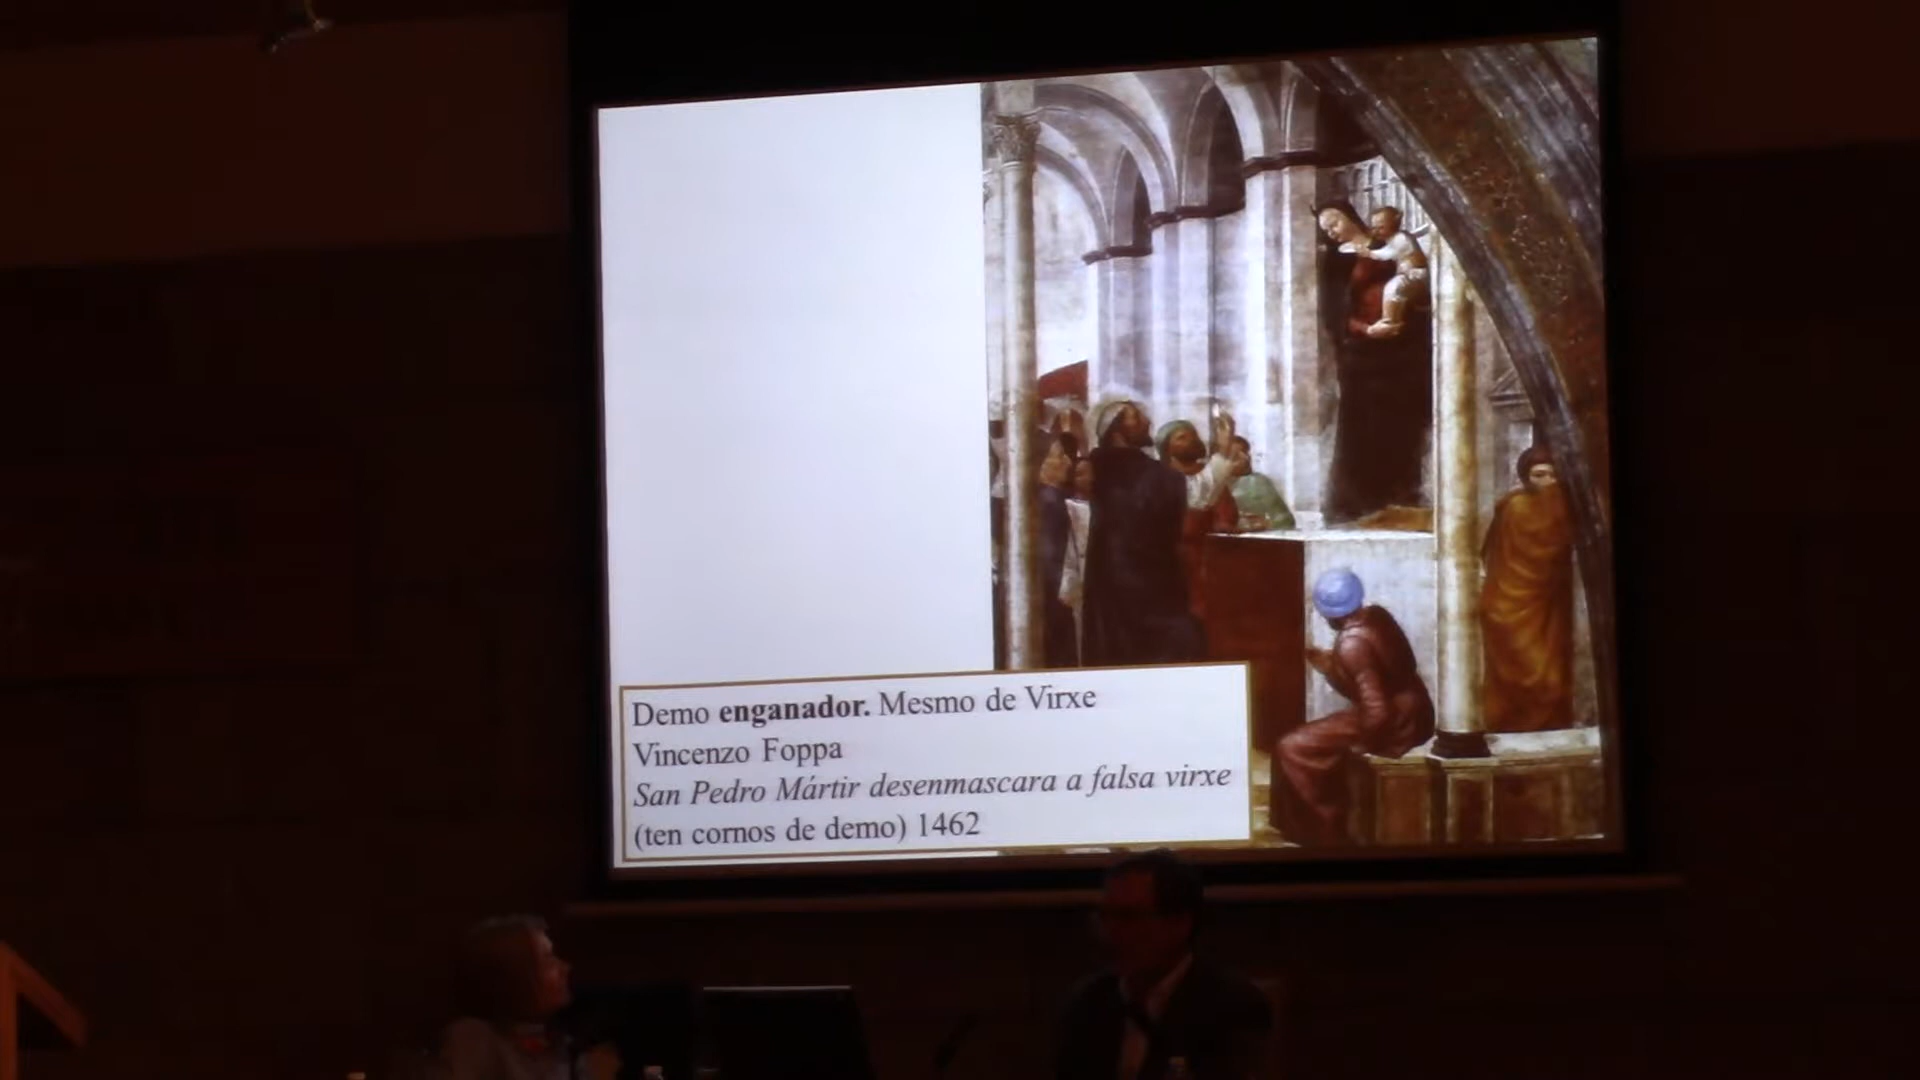 Demo enganador. Mesmo de Virxe
Vincenzo Foppa
San Pedro Mártir desenmascara a falsa virxe
(ten cornos de demo) 1462